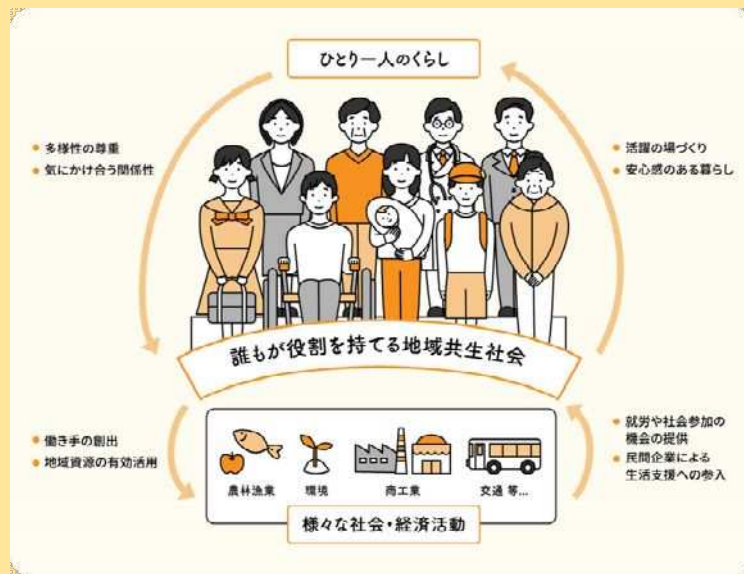 ひとり一人のくらし
● 多様性の尊重
● 気にかけ合う関係性
● 活躍の場づくり
● 安心感のある暮らし
誰もが役割を持てる地域共生社会
● 働き手の創出
● 地域資源の有効活用
● 就労や社会参加の
機会の提供
● 民間企業による
生活支援への参入
農林漁業
環境
商工業
交通 等...
様々な社会・経済活動